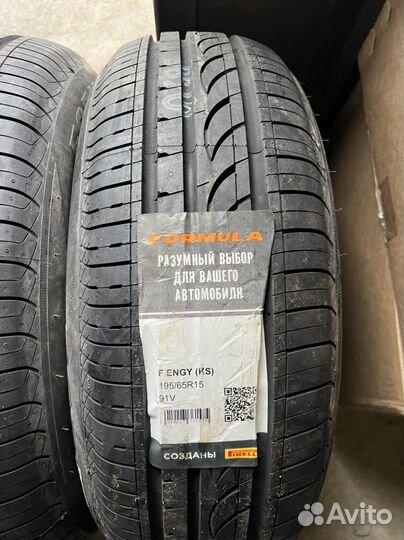 FORMULA
РАЗУМНЫЙ ВЫБОР
ДЛЯ ВАШЕГО
АВТОМОБИЛЯ
F.ENGY (KS)
195/65R15
91V
СОЗДАНЫ PIRELLI
Avito